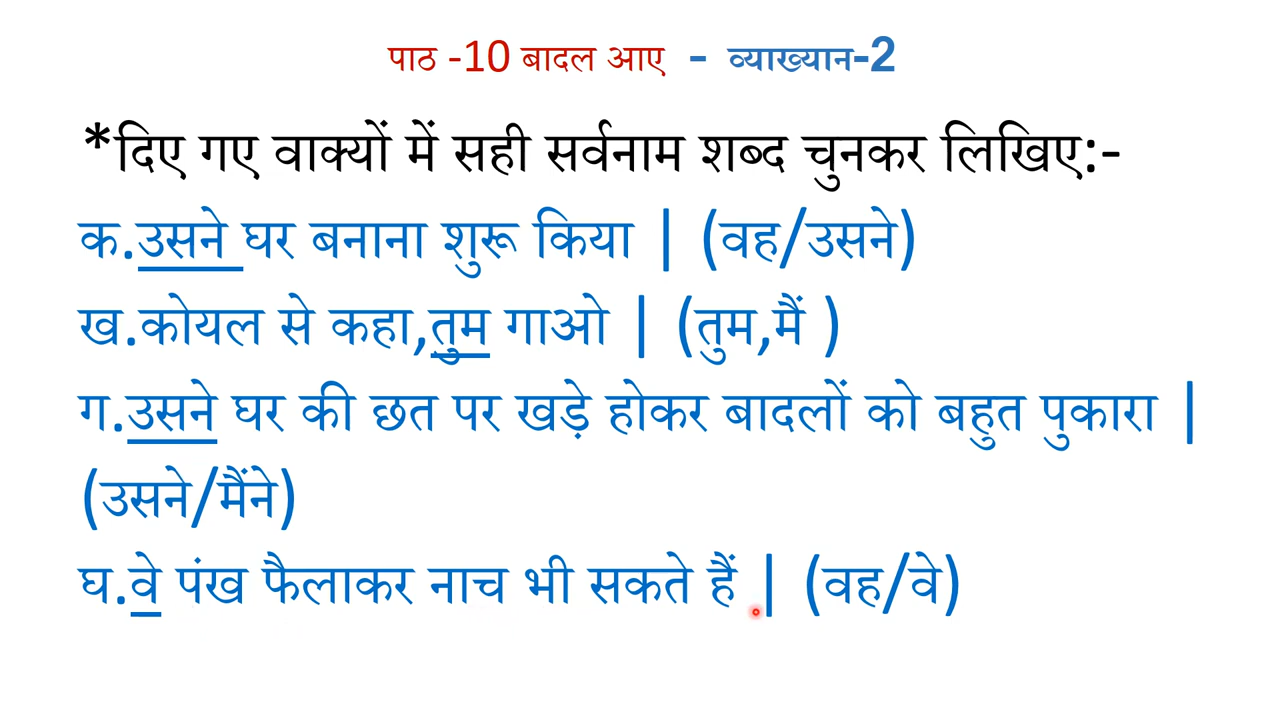 पाठ -10 बादल आए - व्याख्यान-2
*दिए गए वाक्यों में सही सर्वनाम शब्द चुनकर लिखिए:-
क.उसने घर बनाना शुरू किया | (वह/उसने)
ख.कोयल से कहा,तुम गाओ | (तुम,मैं )
ग.उसने घर की छत पर खड़े होकर बादलों को बहुत पुकारा |
(उसने/मैंने)
घ.वे पंख फैलाकर नाच भी सकते हैं | (वह/वे)